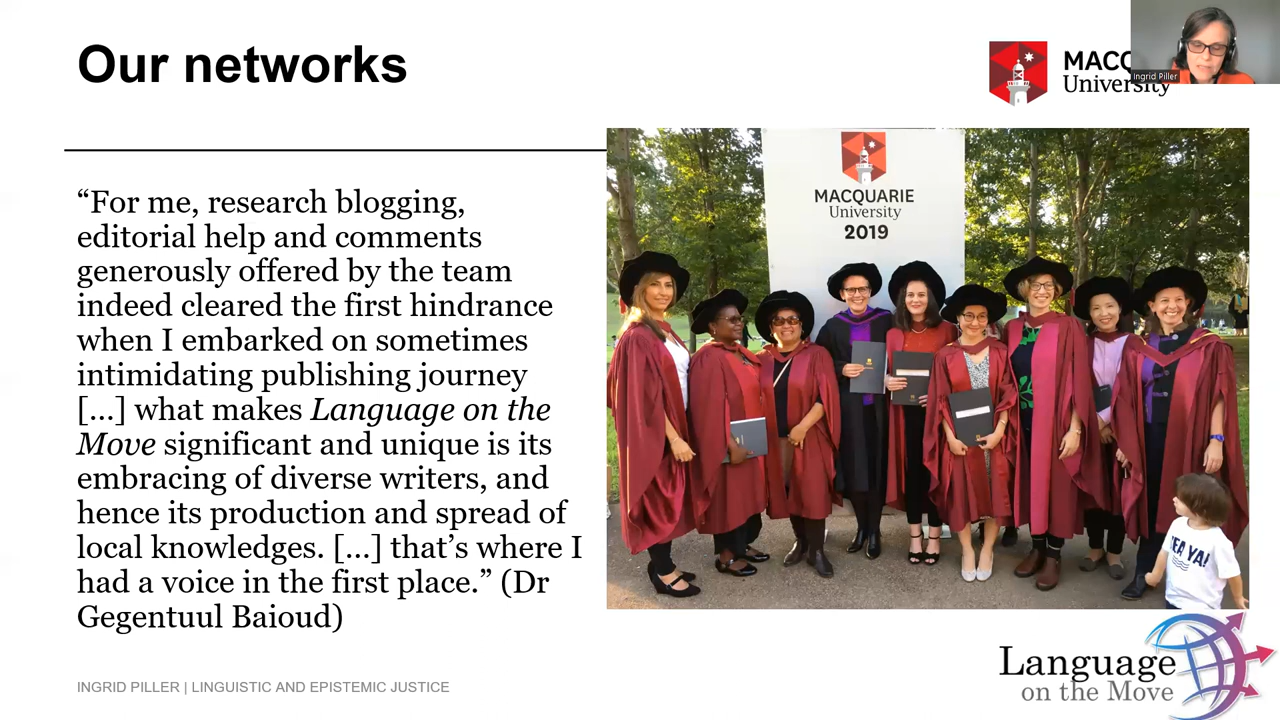 Our networks
MACQ
University
Ingrid Piller
“For me, research blogging,
editorial help and comments
generously offered by the team
indeed cleared the first hindrance
when I embarked on sometimes
intimidating publishing journey
[…] what makes Language on the
Move significant and unique is its
embracing of diverse writers, and
hence its production and spread of
local knowledges. […] that’s where I
had a voice in the first place.” (Dr
Gegentuul Baioud)
MACQUARIE
University
2019
YA!
Language
on the Move
INGRID PILLER | LINGUISTIC AND EPISTEMIC JUSTICE